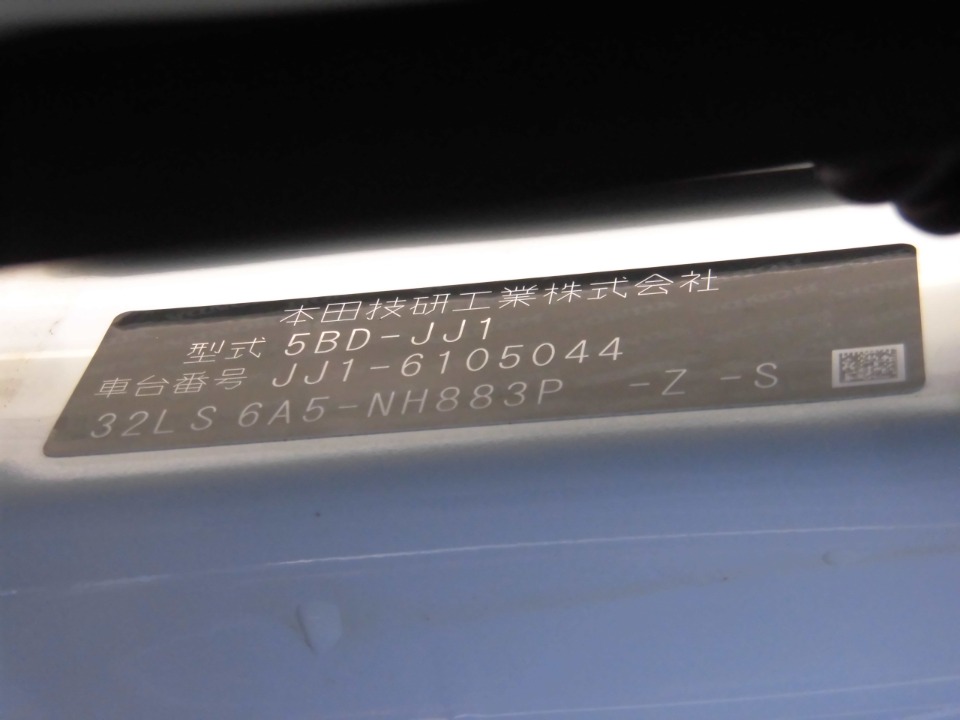 本田技研工業株式会社
型式 5BD-JJ1
車台番号 JJ1-6105044
32LS 6A5-NH883P -Z -S